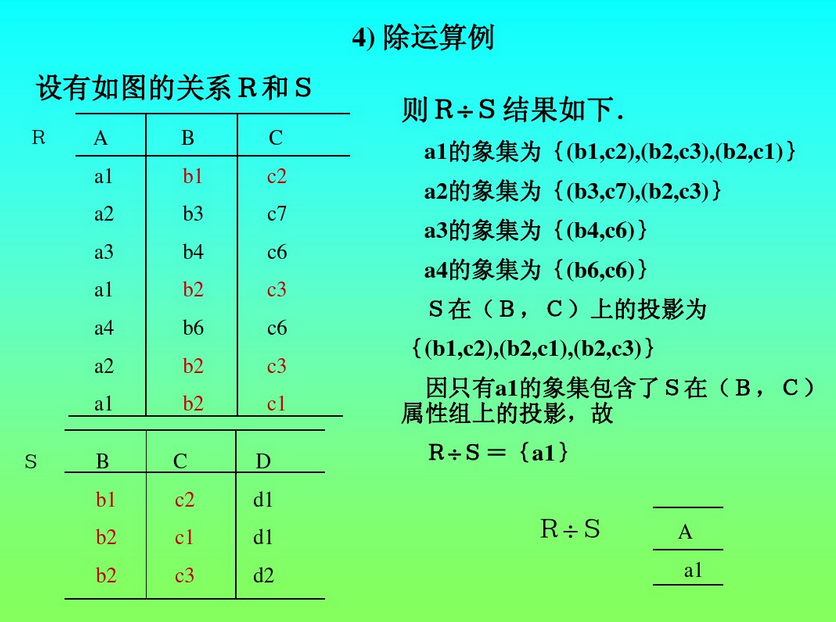 4) 除运算例
设有如图的关系R和S
R A B C
a1 b1 c2
a2 b3 c7
a3 b4 c6
a1 b2 c3
a4 b6 c6
a2 b2 c3
a1 b2 c1
S B C D
b1 c2 d1
b2 c1 d1
b2 c3 d2
则R÷S结果如下.
a1的象集为｛(b1,c2),(b2,c3),(b2,c1)｝
a2的象集为｛(b3,c7),(b2,c3)｝
a3的象集为｛(b4,c6)｝
a4的象集为｛(b6,c6)｝
S在（B，C）上的投影为
｛(b1,c2),(b2,c1),(b2,c3)｝
因只有a1的象集包含了S在（B，C）
属性组上的投影，故
R÷S＝｛a1｝
R÷S A
a1